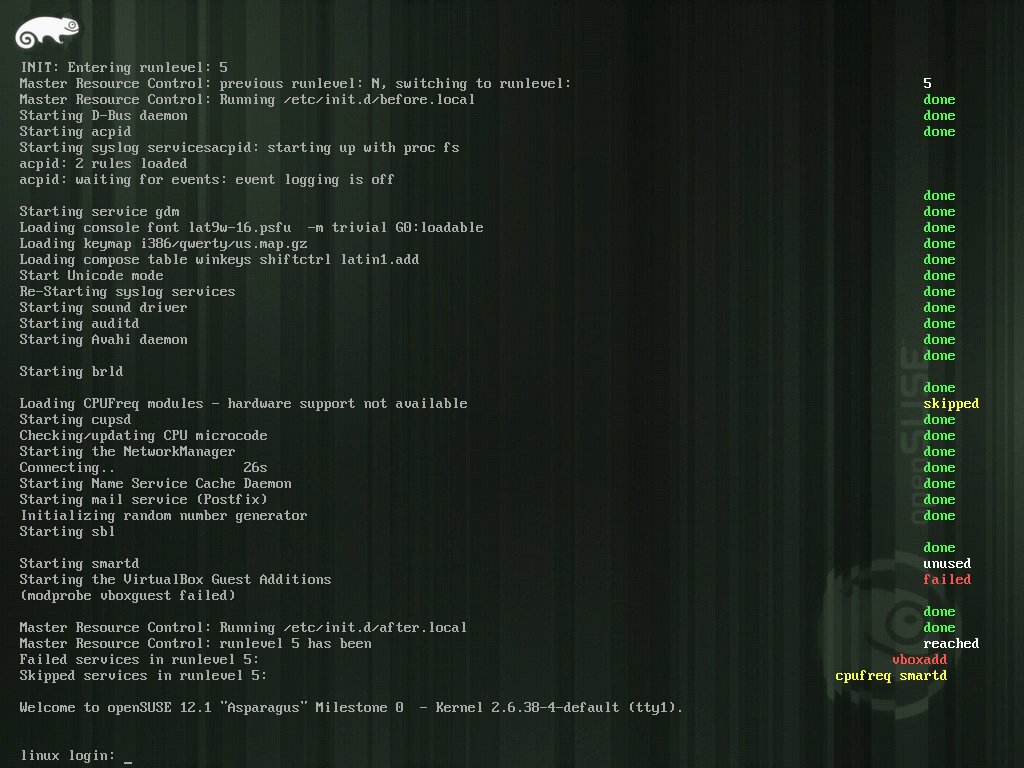 INIT: Entering runlevel: 5
Master Resource Control: previous runlevel: N, switching to runlevel: 5
Master Resource Control: Running /etc/init.d/before.local done
Starting D-Bus daemon done
Starting acpid done
Starting syslog servicesacpid: starting up with proc fs
acpid: 2 rules loaded
acpid: waiting for events: event logging is off
done
Starting service gdm done
Loading console font lat9w-16.psfu  -m trivial G0:loadable done
Loading keymap i386/qwerty/us.map.gz done
Loading compose table winkeys shiftctrl latin1.add done
Start Unicode mode done
Re-Starting syslog services done
Starting sound driver done
Starting auditd done
Starting Avahi daemon done
done
Starting brld
done
Loading CPUFreq modules - hardware support not available skipped
Starting cupsd done
Checking/updating CPU microcode done
Starting the NetworkManager done
Connecting.. 26s done
Starting Name Service Cache Daemon done
Starting mail service (Postfix) done
Initializing random number generator done
Starting sbl
done
Starting smartd unused
Starting the VirtualBox Guest Additions failed
(modprobe vboxguest failed)
done
Master Resource Control: Running /etc/init.d/after.local done
Master Resource Control: runlevel 5 has been reached
Failed services in runlevel 5: vboxadd
Skipped services in runlevel 5: cpufreq smartd
Welcome to openSUSE 12.1 "Asparagus" Milestone 0  - Kernel 2.6.38-4-default (tty1).
linux login: _
openSUSE